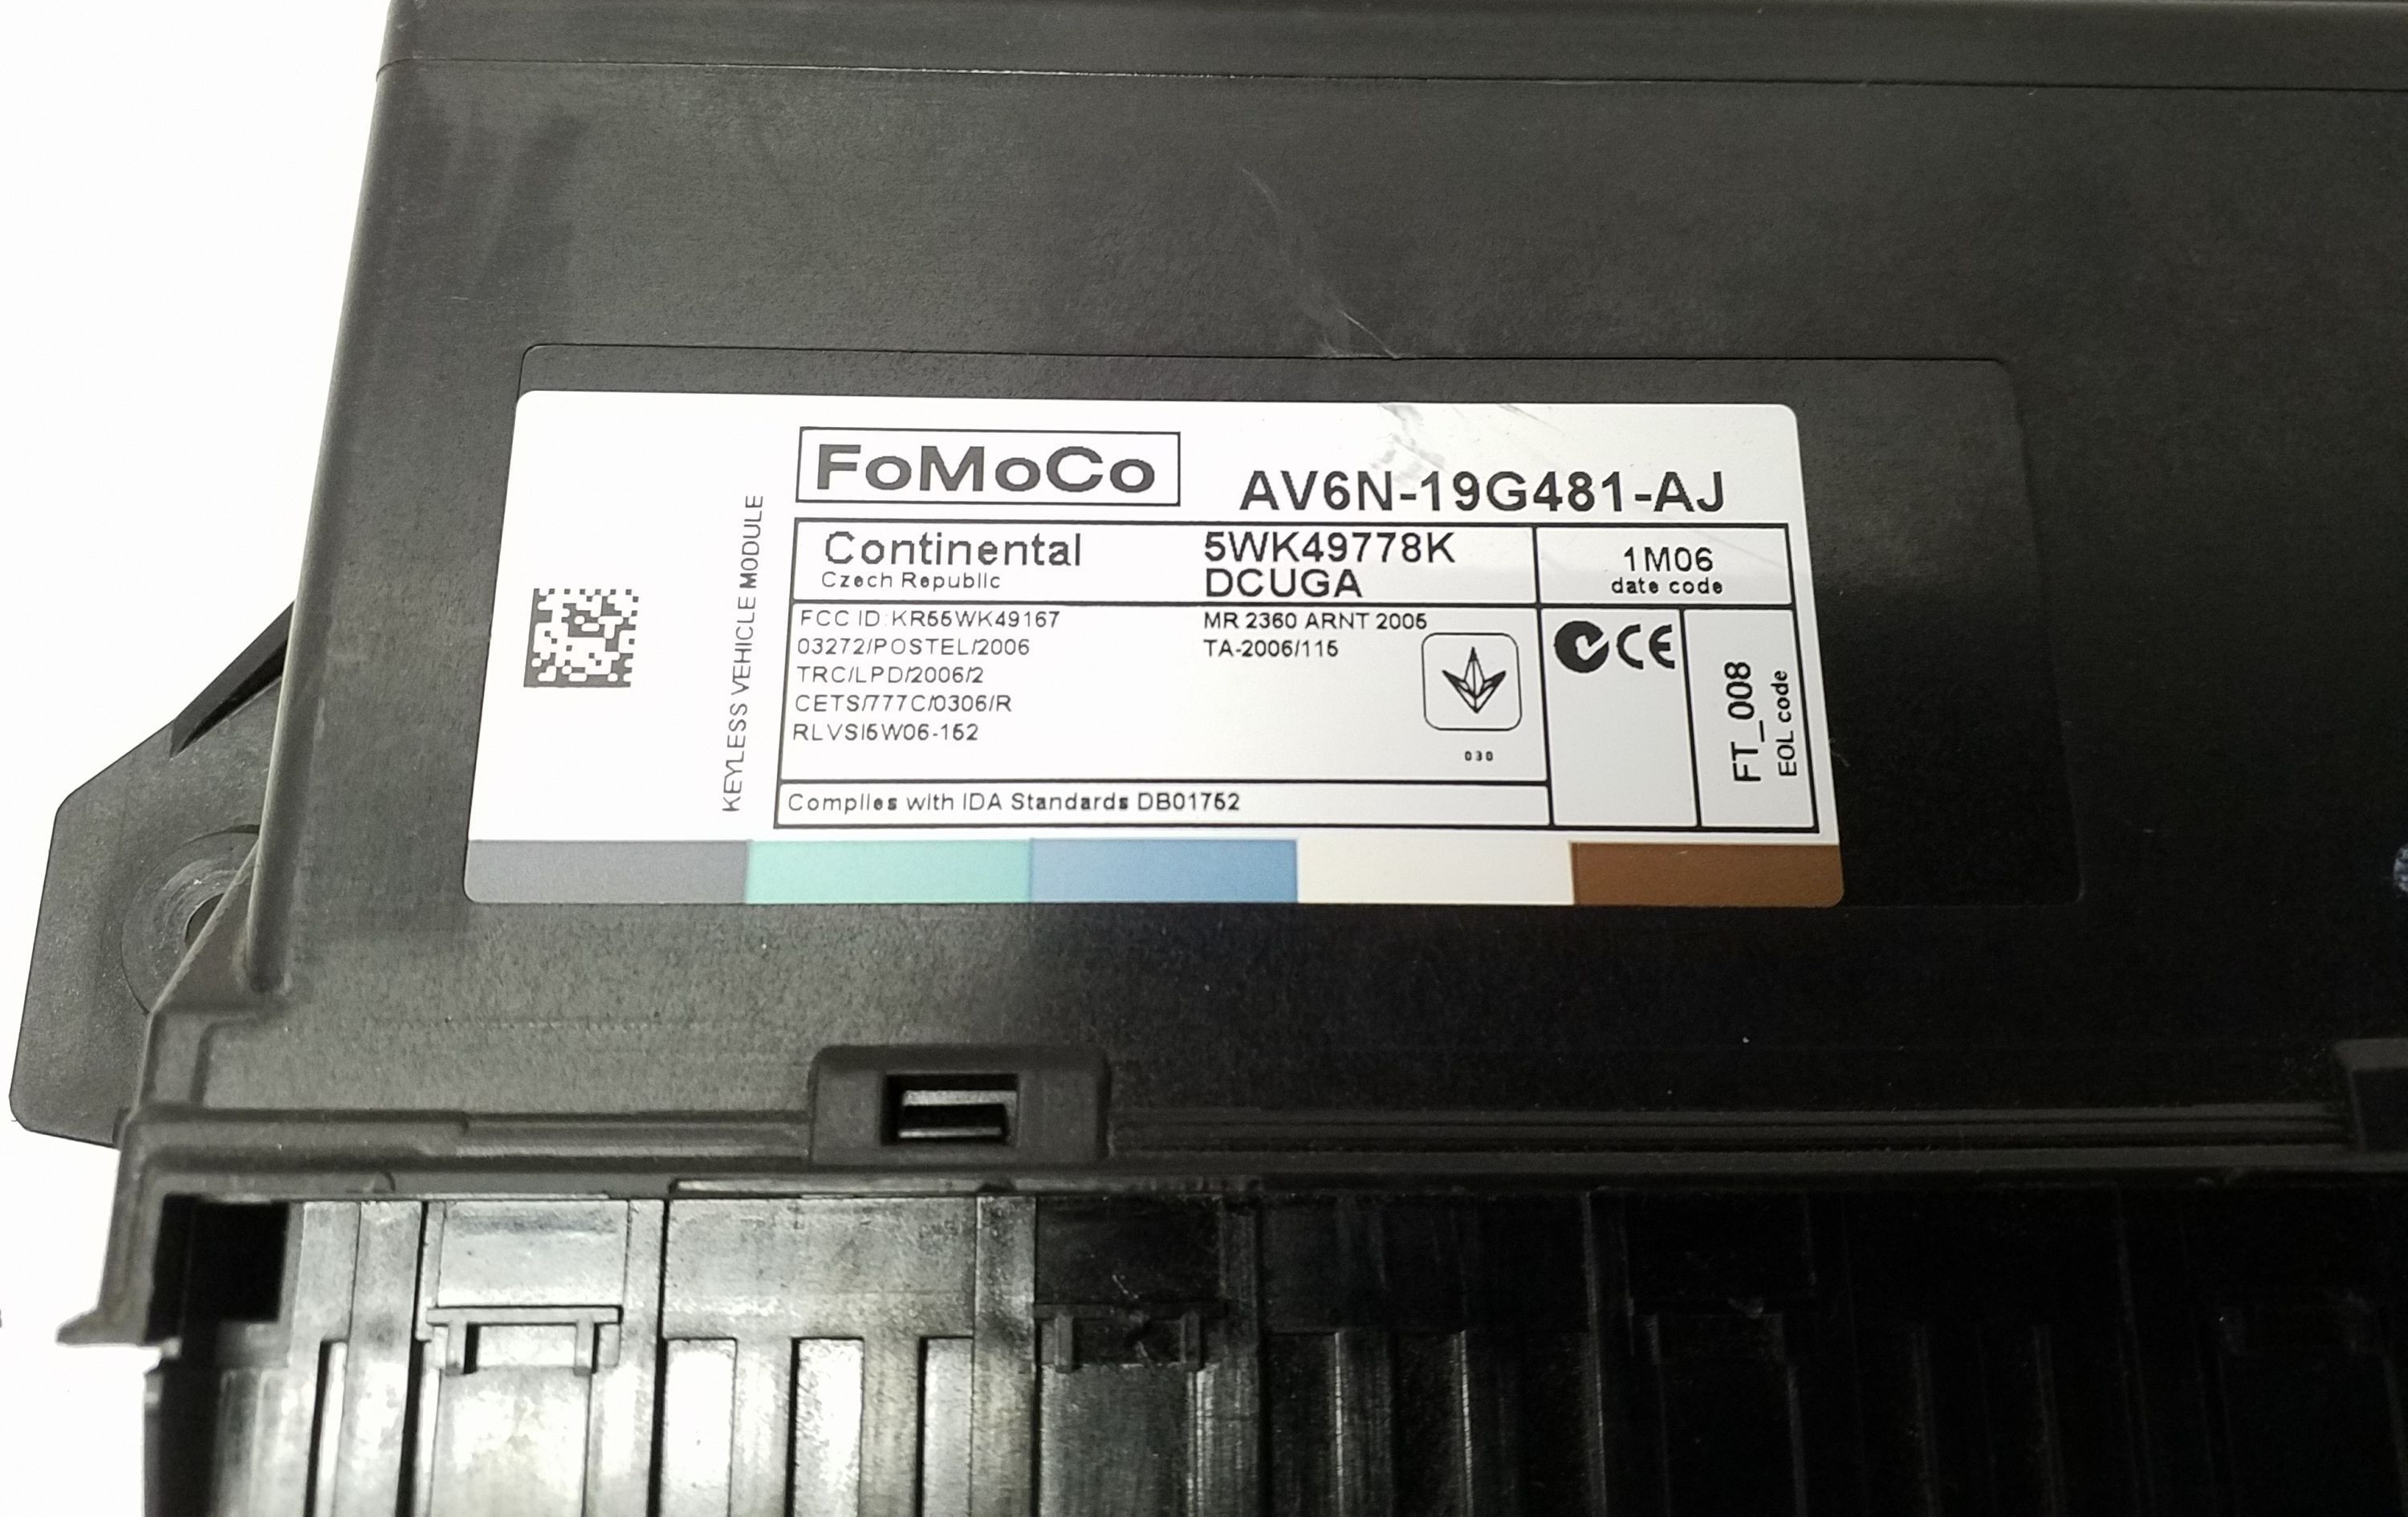 FoMoCo
AV6N-19G481-AJ
KEYLESS VEHICLE MODULE
Continental
Czech Republic
5WK49778K
DCUGA
1M06
date code
FCC ID:KR55WK49167
03272/POSTEL/2006
TRC/LPD/2006/2
CETS/777C/0306/R
RLVSI5W06-152
MR 2360 ARNT 2005
TA-2006/115
030
CE
FT_008
EOL code
Complies with IDA Standards DB01752